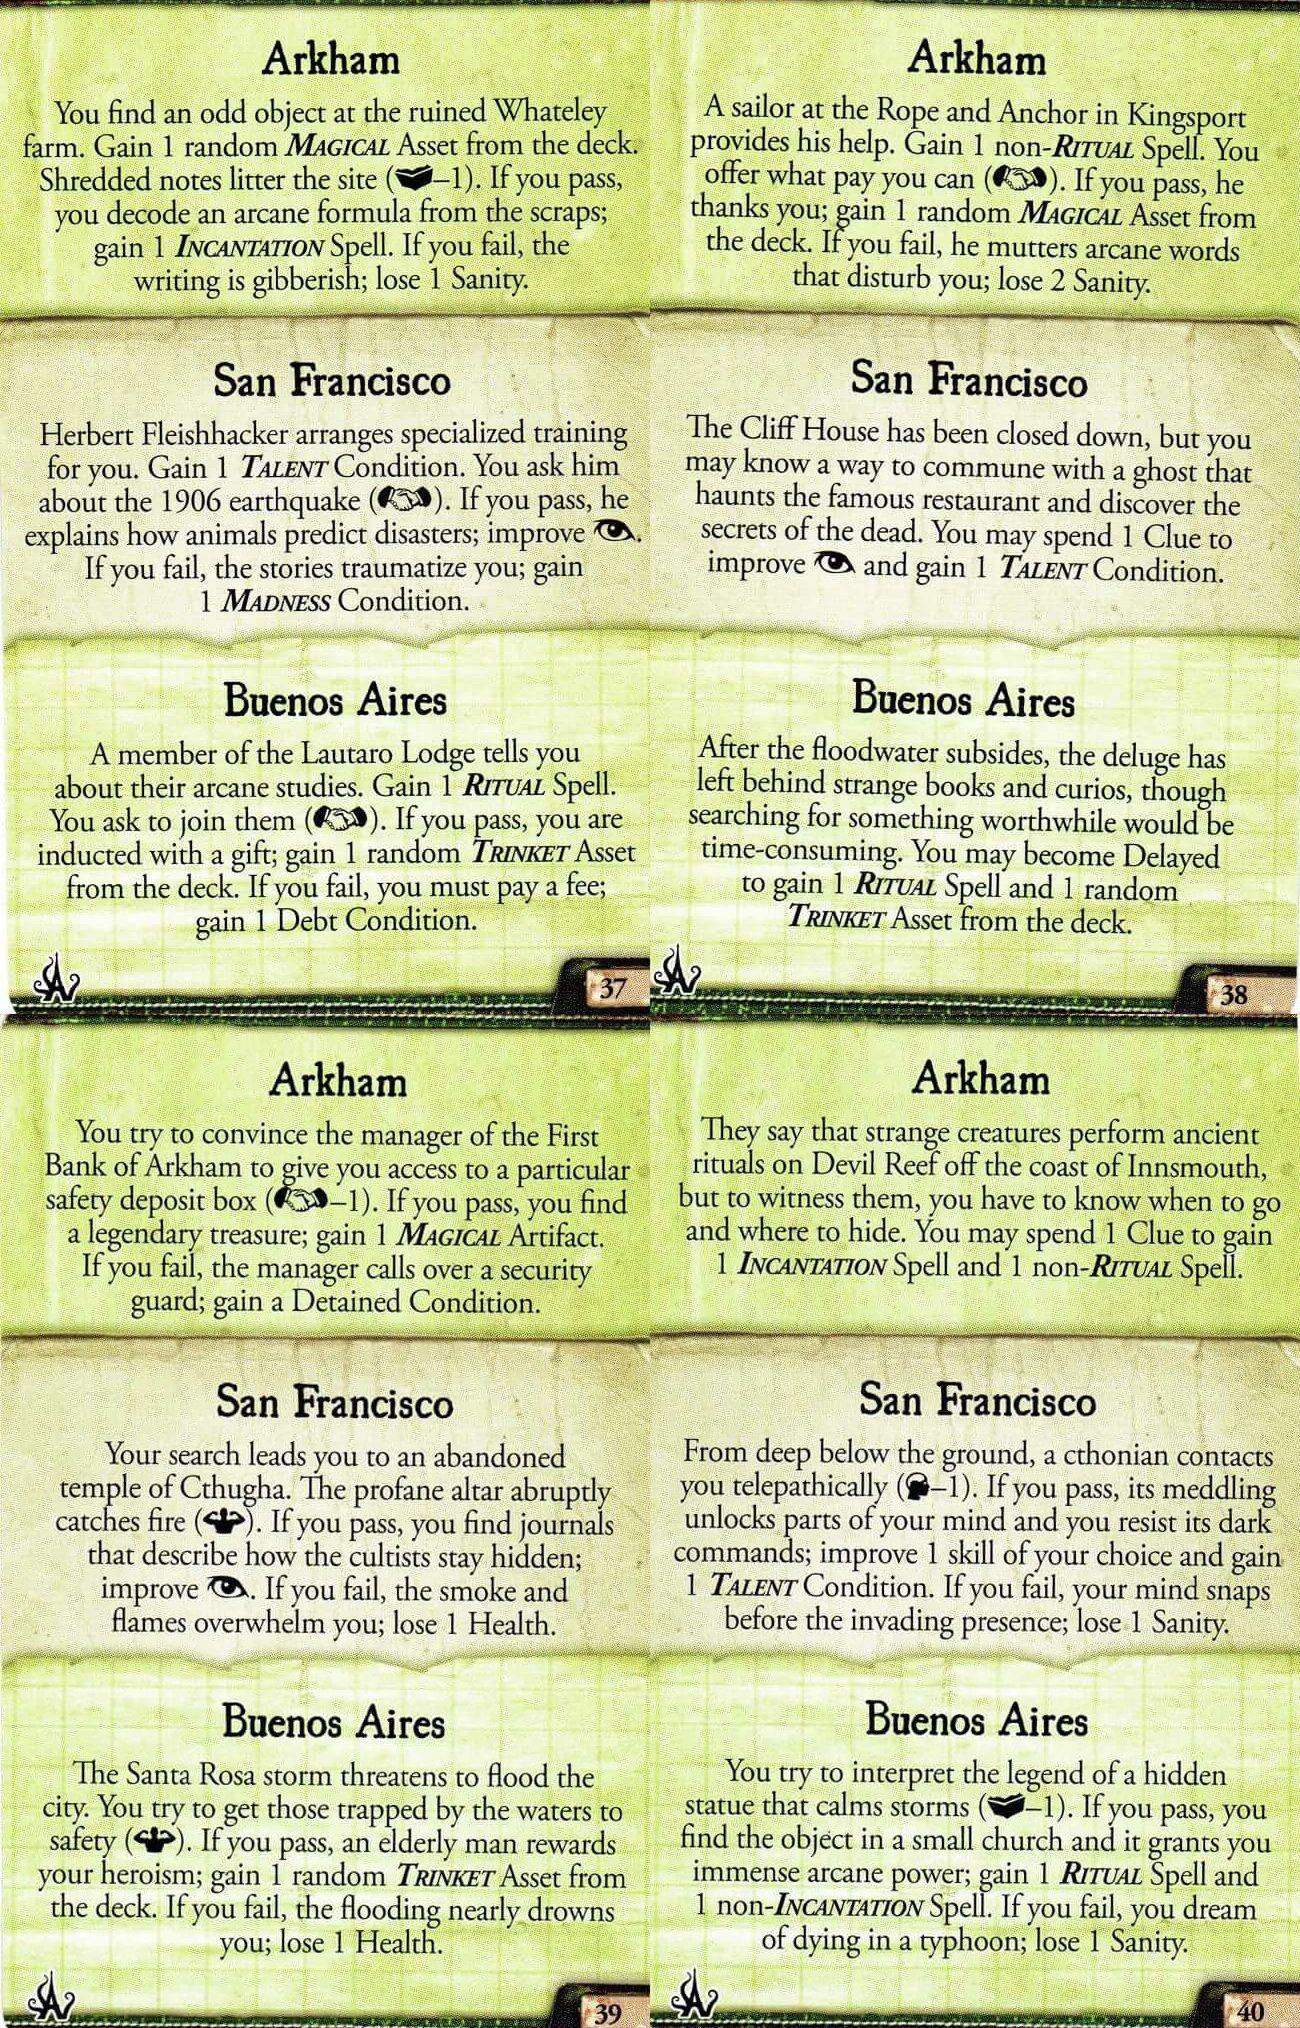 Arkham
You find an odd object at the ruined Whateley
farm. Gain 1 random MAGICAL Asset from the deck.
Shredded notes litter the site (–1). If you pass,
you decode an arcane formula from the scraps;
gain 1 INCANTATION Spell. If you fail, the
writing is gibberish; lose 1 Sanity.
San Francisco
Herbert Fleishhacker arranges specialized training
for you. Gain 1 TALENT Condition. You ask him
about the 1906 earthquake (). If you pass, he
explains how animals predict disasters; improve .
If you fail, the stories traumatize you; gain
1 MADNESS Condition.
Buenos Aires
A member of the Lautaro Lodge tells you
about their arcane studies. Gain 1 RITUAL Spell.
You ask to join them (). If you pass, you are
inducted with a gift; gain 1 random TRINKET Asset
from the deck. If you fail, you must pay a fee;
gain 1 Debt Condition.
37
Arkham
A sailor at the Rope and Anchor in Kingsport
provides his help. Gain 1 non-RITUAL Spell. You
offer what pay you can (). If you pass, he
thanks you; gain 1 random MAGICAL Asset from
the deck. If you fail, he mutters arcane words
that disturb you; lose 2 Sanity.
San Francisco
The Cliff House has been closed down, but you
may know a way to commune with a ghost that
haunts the famous restaurant and discover the
secrets of the dead. You may spend 1 Clue to
improve  and gain 1 TALENT Condition.
Buenos Aires
After the floodwater subsides, the deluge has
left behind strange books and curios, though
searching for something worthwhile would be
time-consuming. You may become Delayed
to gain 1 RITUAL Spell and 1 random
TRINKET Asset from the deck.
38
Arkham
You try to convince the manager of the First
Bank of Arkham to give you access to a particular
safety deposit box (–1). If you pass, you find
a legendary treasure; gain 1 MAGICAL Artifact.
If you fail, the manager calls over a security
guard; gain a Detained Condition.
San Francisco
Your search leads you to an abandoned
temple of Cthugha. The profane altar abruptly
catches fire (). If you pass, you find journals
that describe how the cultists stay hidden;
improve . If you fail, the smoke and
flames overwhelm you; lose 1 Health.
Buenos Aires
The Santa Rosa storm threatens to flood the
city. You try to get those trapped by the waters to
safety (). If you pass, an elderly man rewards
your heroism; gain 1 random TRINKET Asset from
the deck. If you fail, the flooding nearly drowns
you; lose 1 Health.
39
Arkham
They say that strange creatures perform ancient
rituals on Devil Reef off the coast of Innsmouth,
but to witness them, you have to know when to go
and where to hide. You may spend 1 Clue to gain
1 INCANTATION Spell and 1 non-RITUAL Spell.
San Francisco
From deep below the ground, a cthonian contacts
you telepathically (–1). If you pass, its meddling
unlocks parts of your mind and you resist its dark
commands; improve 1 skill of your choice and gain
1 TALENT Condition. If you fail, your mind snaps
before the invading presence; lose 1 Sanity.
Buenos Aires
You try to interpret the legend of a hidden
statue that calms storms (–1). If you pass, you
find the object in a small church and it grants you
immense arcane power; gain 1 RITUAL Spell and
1 non-INCANTATION Spell. If you fail, you dream
of dying in a typhoon; lose 1 Sanity.
40